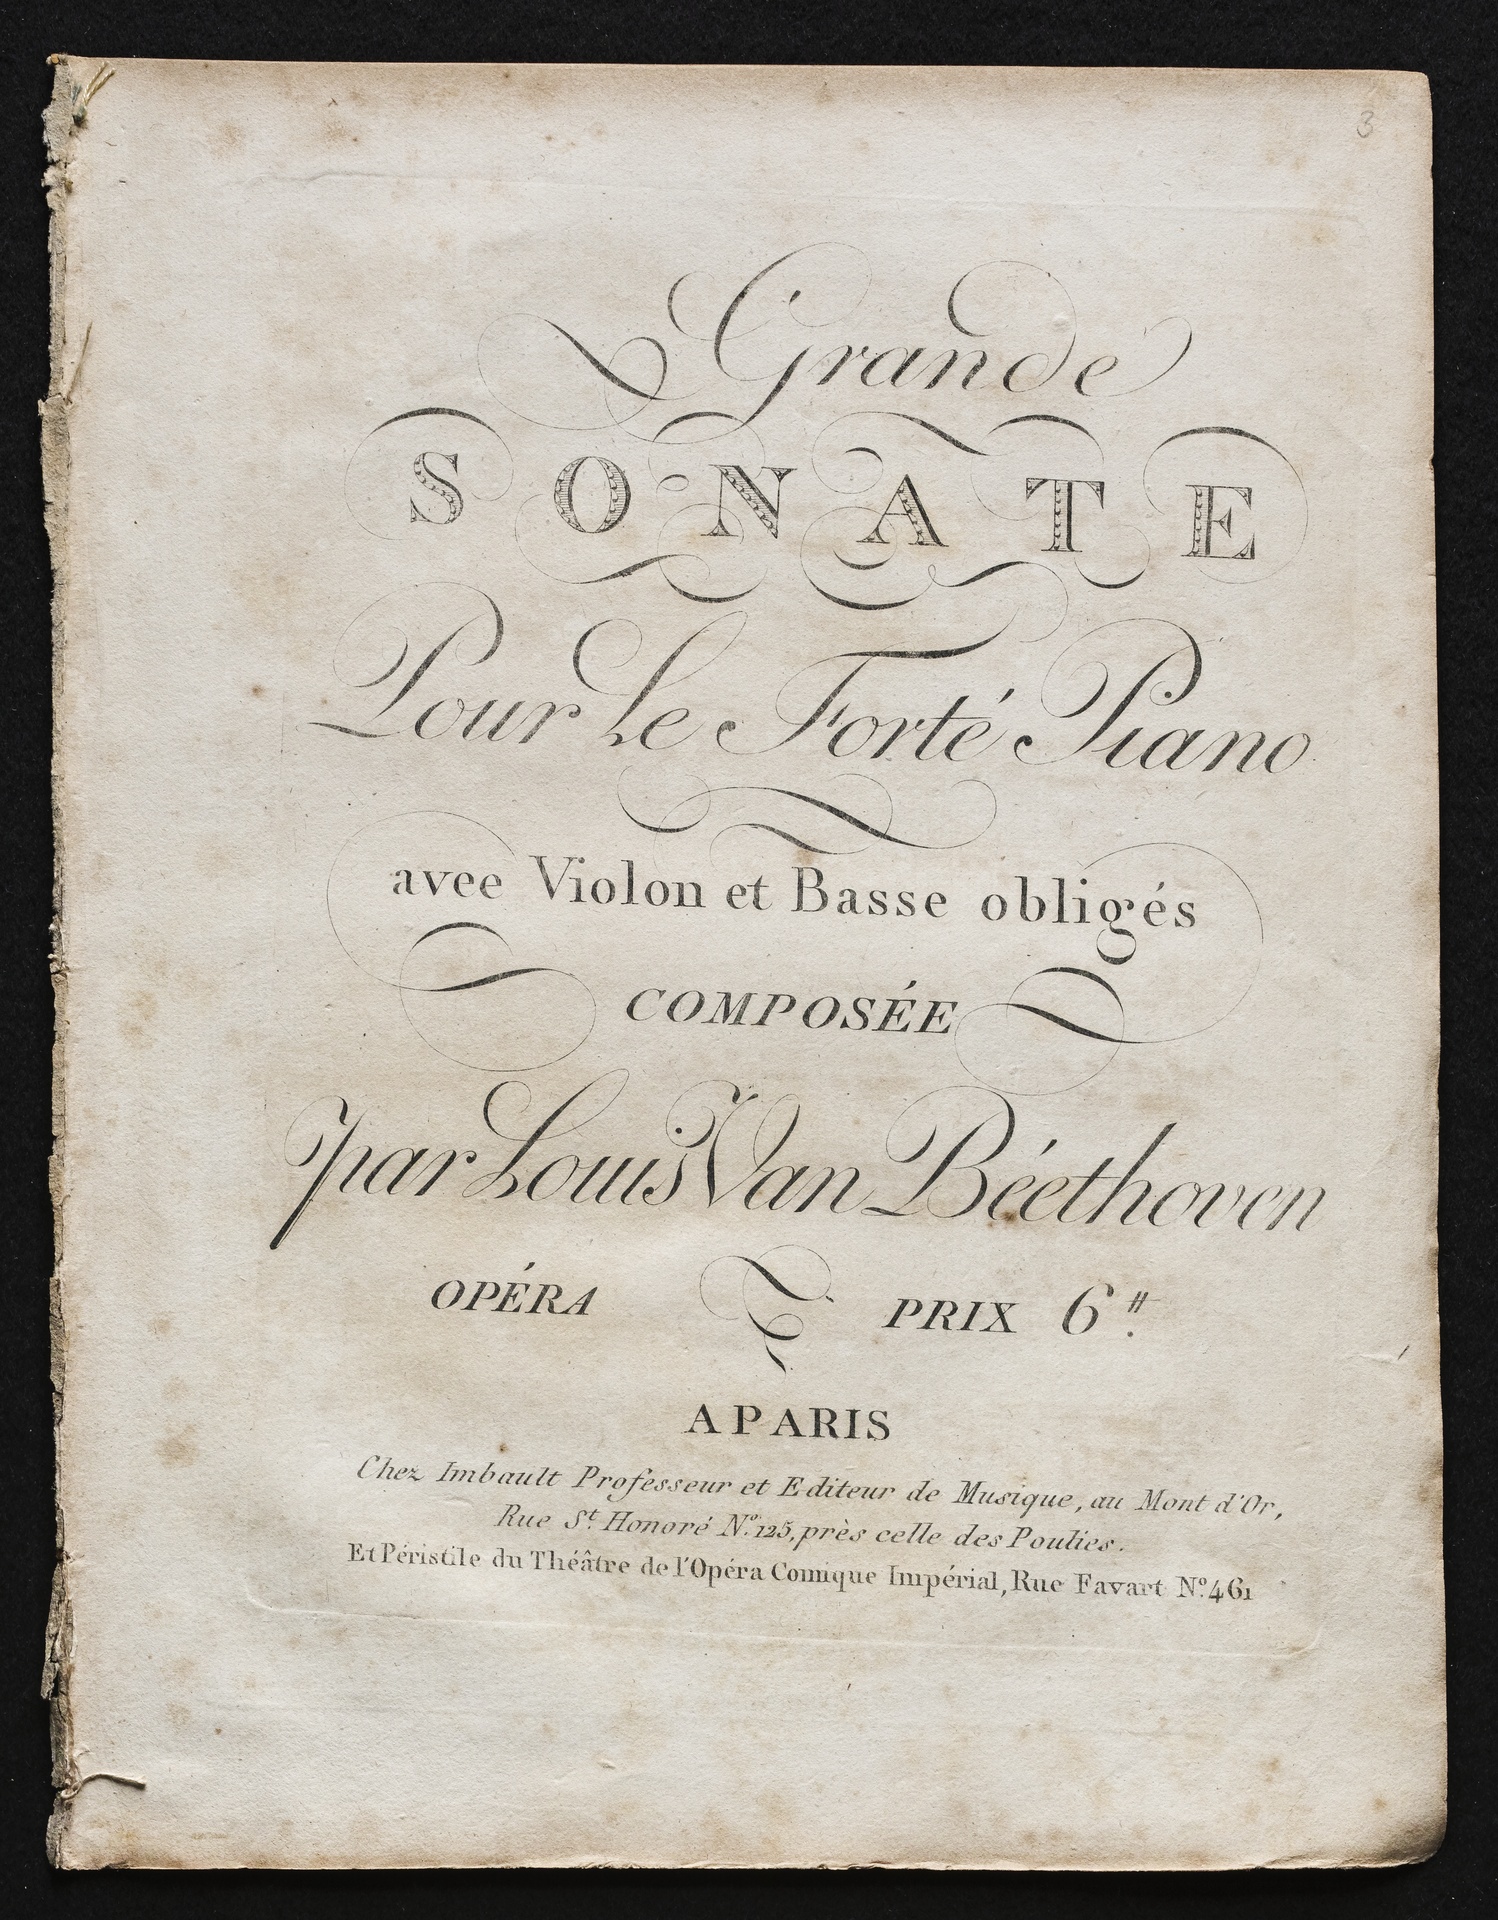 3
Grande
SONATE
Pour Le Forté Piano
avec Violon et Basse obligés
COMPOSÉE
par Louis Van Béethoven
OPÉRA PRIX 6⁗.
A PARIS
Chez Imbault Professeur et Editeur de Musique, au Mont d'Or,
Rue St. Honoré No. 125, près celle des Poulies.
Et Péristile du Théâtre de l'Opéra Comique Impérial, Rue Favart No. 461